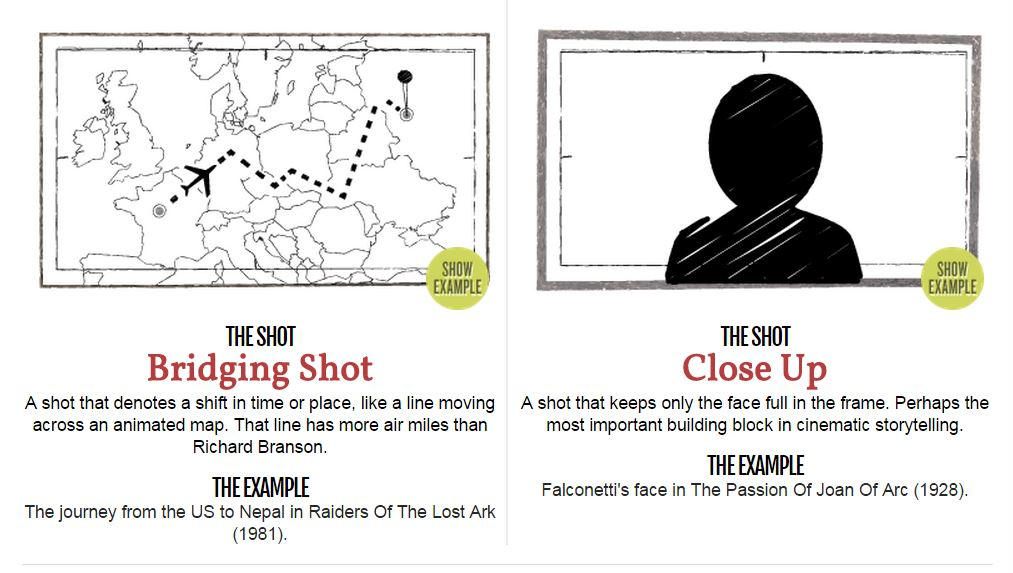 SHOW
EXAMPLE
THE SHOT
Bridging Shot
A shot that denotes a shift in time or place, like a line moving
across an animated map. That line has more air miles than
Richard Branson.
THE EXAMPLE
The journey from the US to Nepal in Raiders Of The Lost Ark
(1981).
SHOW
EXAMPLE
THE SHOT
Close Up
A shot that keeps only the face full in the frame. Perhaps the
most important building block in cinematic storytelling.
THE EXAMPLE
Falconetti's face in The Passion Of Joan Of Arc (1928).